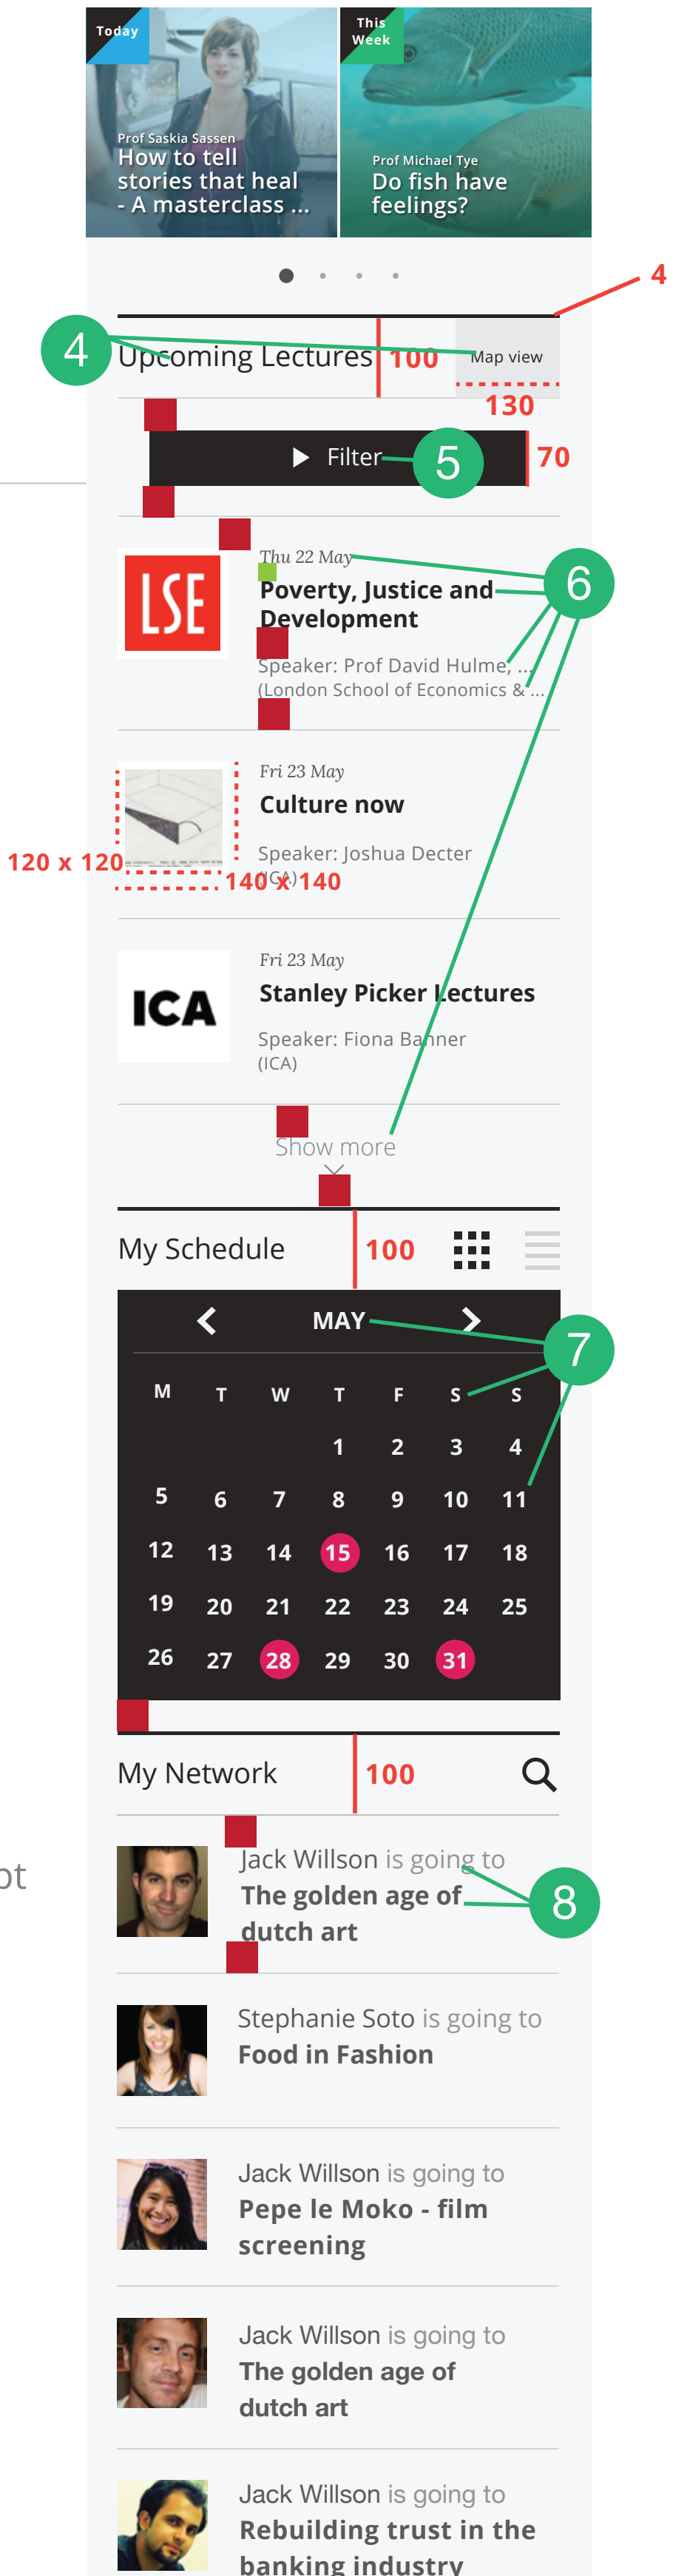 Today
Prof Saskia Sassen
How to tell
stories that heal
- A masterclass ...
This
Week
Prof Michael Tye
Do fish have
feelings?
4
4
Upcoming Lectures
100
Map view
130
Filter
5
70
LSE
Thu 22 May
6
Poverty, Justice and
Development
Speaker: Prof David Hulme, ...
(London School of Economics & ...
Fri 23 May
Culture now
Speaker: Joshua Decter
(ICA)
120 x 120
140 x 140
ICA
Fri 23 May
Stanley Picker Lectures
Speaker: Fiona Banner
(ICA)
Show more
My Schedule
100
MAY
7
M T W T F S S
1 2 3 4
5 6 7 8 9 10 11
12 13 14 15 16 17 18
19 20 21 22 23 24 25
26 27 28 29 30 31
My Network
100
Jack Willson is going to
The golden age of
dutch art
8
pt
Stephanie Soto is going to
Food in Fashion
Jack Willson is going to
Pepe le Moko - film
screening
Jack Willson is going to
The golden age of
dutch art
Jack Willson is going to
Rebuilding trust in the
banking industry